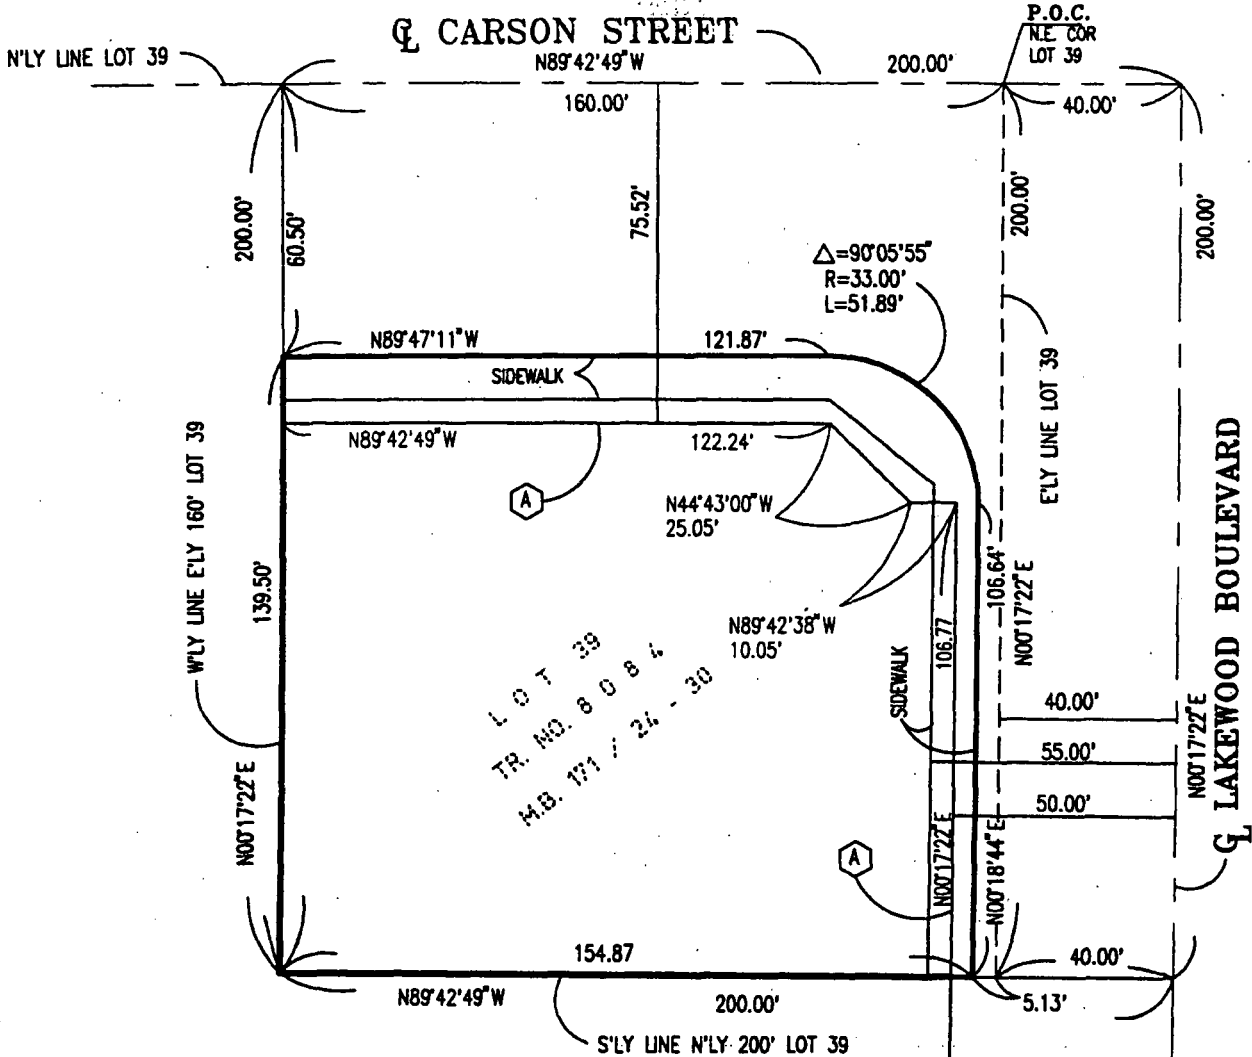 ℄ CARSON STREET
P.O.C.
N.E. COR
LOT 39
N'LY LINE LOT 39
N89°42'49"W
200.00'
160.00'
40.00'
200.00'
60.50'
75.52'
200.00'
200.00'
△=90°05'55"
R=33.00'
L=51.89'
N89°47'11"W
121.87'
SIDEWALK
N89°42'49"W
122.24'
E'LY LINE LOT 39
W'LY LINE E'LY 160' LOT 39
A
N44°43'00"W
25.05'
139.50'
106.64'
N00°17'22"E
N89°42'38"W
10.05'
106.77
SIDEWALK
LOT 39
TR. NO. 8084
M.B. 171 / 24 - 30
40.00'
55.00'
50.00'
N00°17'22"E
℄ LAKEWOOD BOULEVARD
N00°17'22"E
A
N00°17'22"E
N00°18'44"E
154.87
40.00'
N89°42'49"W
200.00'
5.13'
S'LY LINE N'LY 200' LOT 39